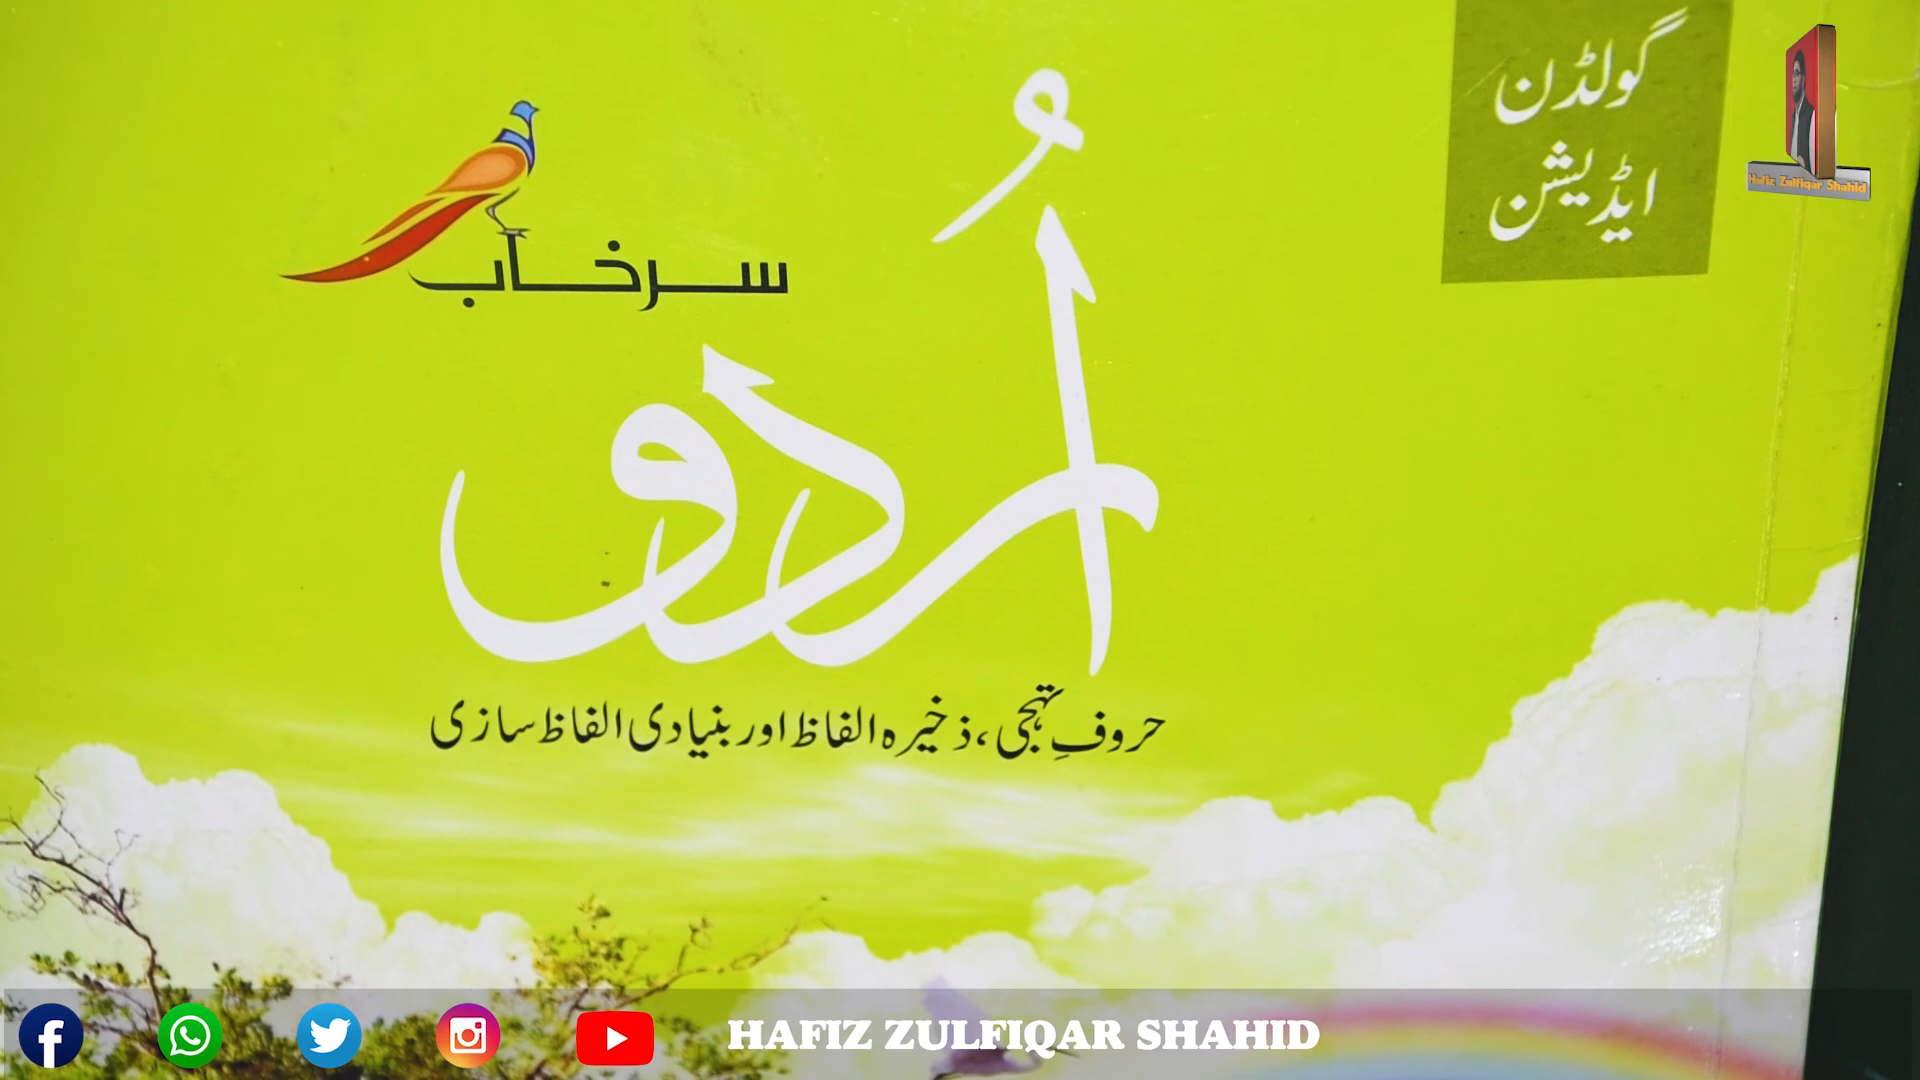 گولڈن
ایڈیشن
Hafiz Zulfiqar Shahid
سرخاب
اُردو
حروفِ تہجی، ذخیرہ الفاظ اور بنیادی الفاظ سازی
HAFIZ ZULFIQAR SHAHID